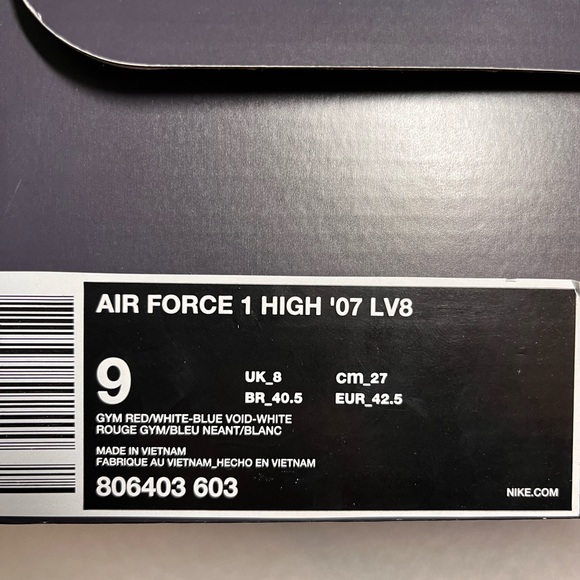 AIR FORCE 1 HIGH '07 LV8
9
UK_8 cm_27
BR_40.5 EUR_42.5
GYM RED/WHITE-BLUE VOID-WHITE
ROUGE GYM/BLEU NEANT/BLANC
MADE IN VIETNAM
FABRIQUE AU VIETNAM_HECHO EN VIETNAM
806403 603
NIKE.COM